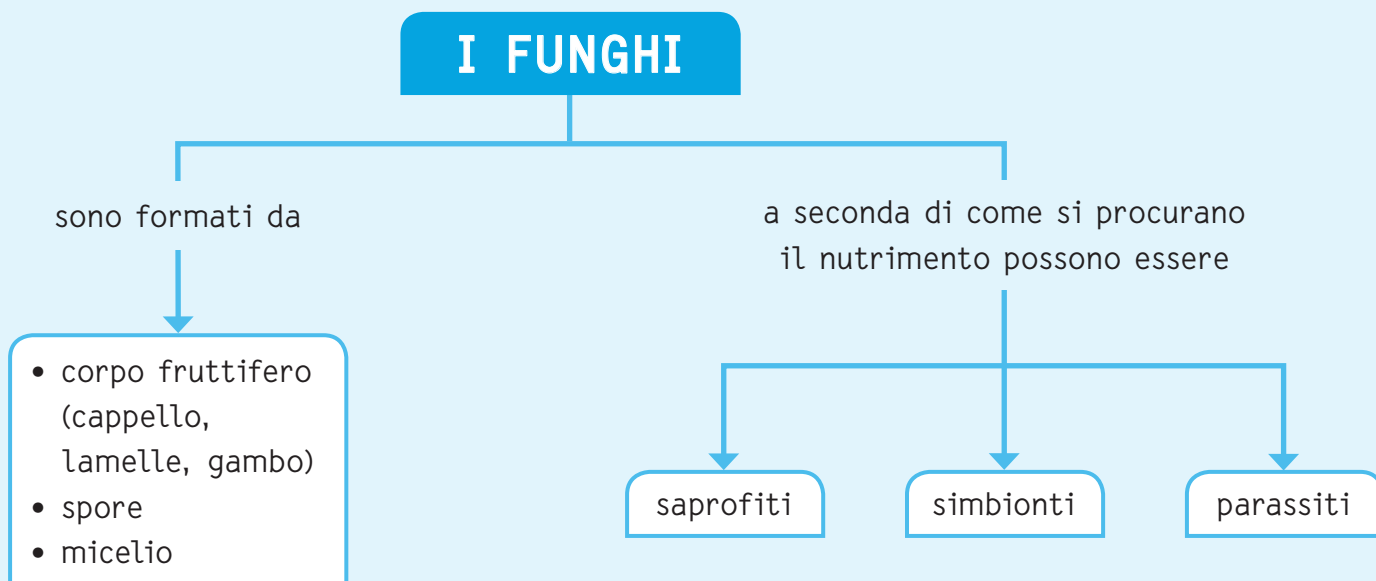 I FUNGHI
sono formati da
• corpo fruttifero
(cappello,
lamelle, gambo)
• spore
• micelio
a seconda di come si procurano
il nutrimento possono essere
saprofiti
simbionti
parassiti